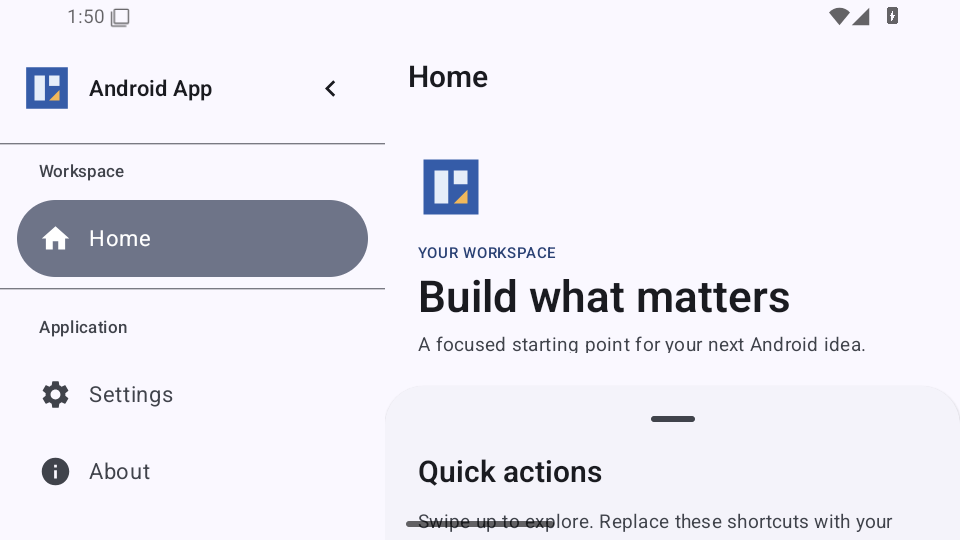 1:50
Android App
Home
Workspace
Home
YOUR WORKSPACE
Build what matters
A focused starting point for your next Android idea.
Application
Settings
About
Quick actions
Swipe up to explore. Replace these shortcuts with your